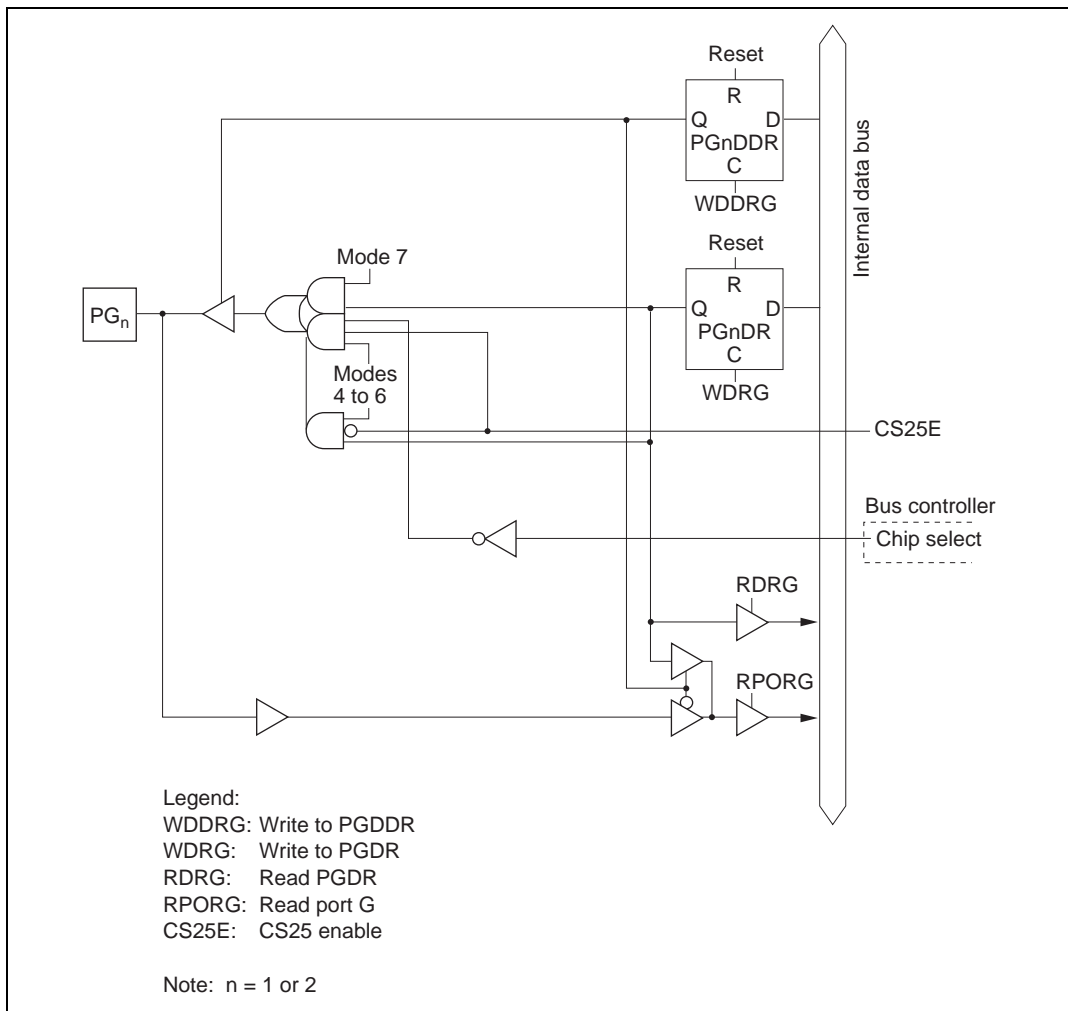 Reset
R
Q D
PGnDDR
C
WDDRG
Internal data bus
Reset
R
Q D
PGnDR
C
WDRG
Mode 7
PGn
Modes
4 to 6
CS25E
Bus controller
Chip select
RDRG
RPORG
Legend:
WDDRG: Write to PGDDR
WDRG: Write to PGDR
RDRG: Read PGDR
RPORG: Read port G
CS25E: CS25 enable
Note: n = 1 or 2